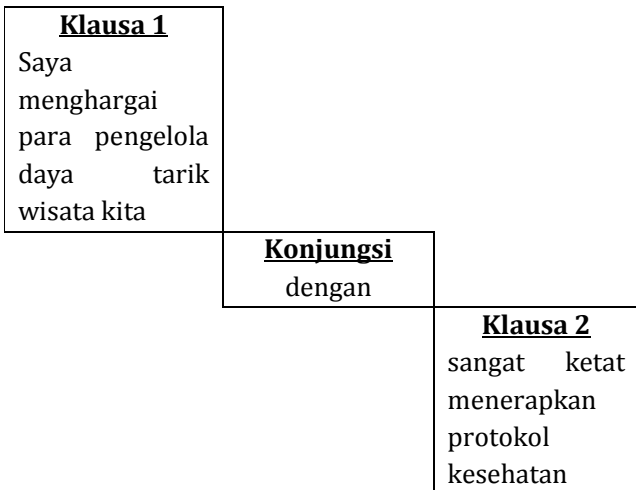 Klausa 1
Saya
menghargai
para pengelola
daya tarik
wisata kita
Konjungsi
dengan
Klausa 2
sangat ketat
menerapkan
protokol
kesehatan